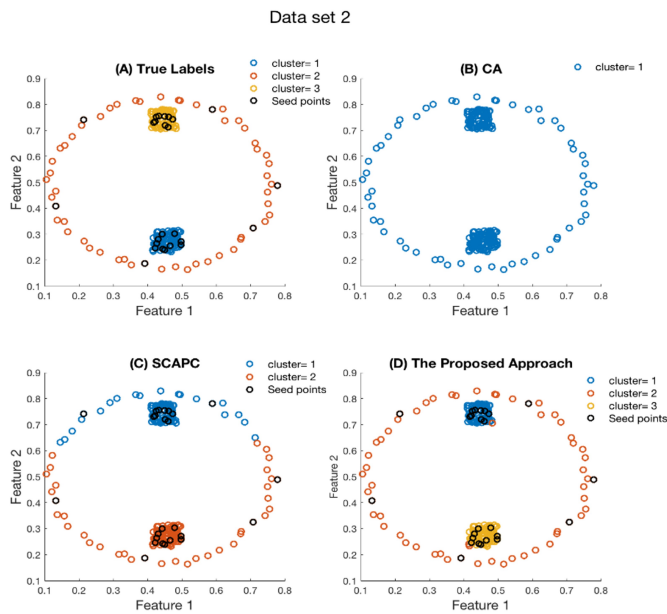 Data set 2
(A) True Labels
cluster= 1
cluster= 2
cluster= 3
Seed points
0.9
0.8
0.7
0.6
0.5
0.4
0.3
0.2
0.1
Feature 2
0.1 0.2 0.3 0.4 0.5 0.6 0.7 0.8
Feature 1
(B) CA
cluster= 1
0.9
0.8
0.7
0.6
0.5
0.4
0.3
0.2
0.1
Feature 2
0.1 0.2 0.3 0.4 0.5 0.6 0.7 0.8
Feature 1
(C) SCAPC
cluster= 1
cluster= 2
Seed points
0.9
0.8
0.7
0.6
0.5
0.4
0.3
0.2
0.1
Feature 2
0.1 0.2 0.3 0.4 0.5 0.6 0.7 0.8
Feature 1
(D) The Proposed Approach
cluster= 1
cluster= 2
cluster= 3
Seed points
0.9
0.8
0.7
0.6
0.5
0.4
0.3
0.2
0.1
Feature 2
0.1 0.2 0.3 0.4 0.5 0.6 0.7 0.8
Feature 1